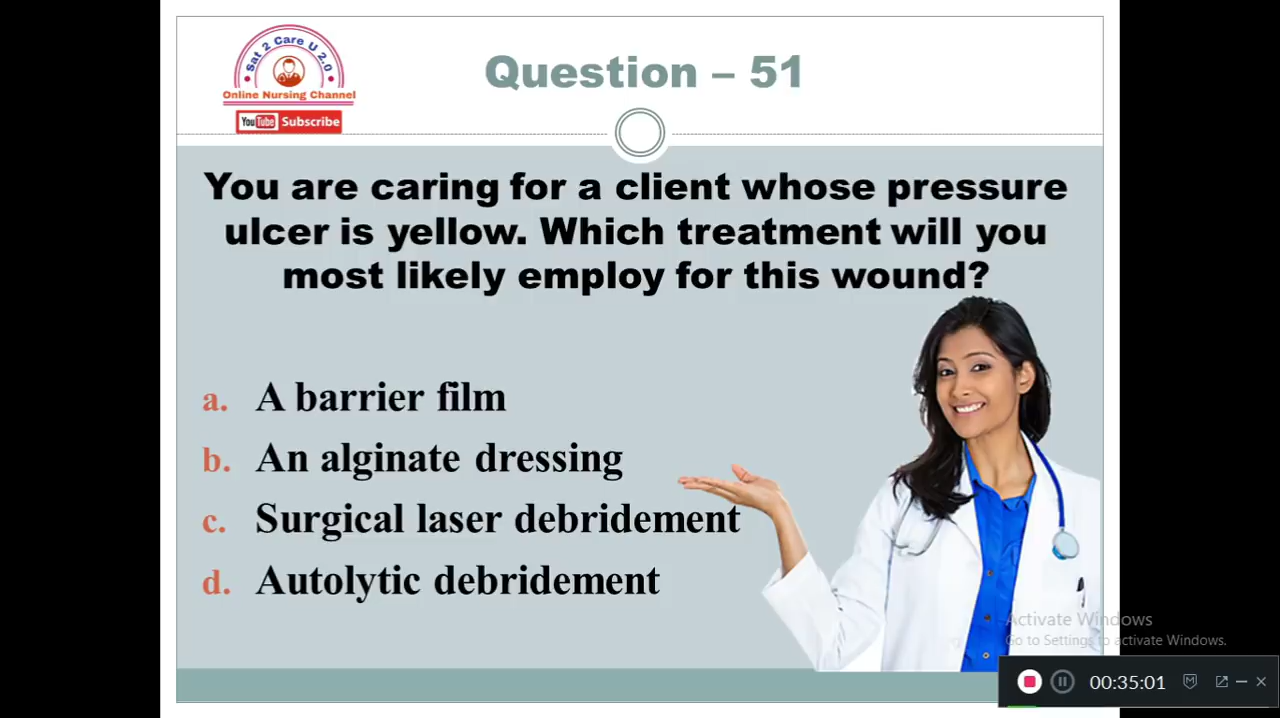 Sat 2 Care U 2.0
Online Nursing Channel
YouTube Subscribe
Question – 51
You are caring for a client whose pressure
ulcer is yellow. Which treatment will you
most likely employ for this wound?
a. A barrier film
b. An alginate dressing
c. Surgical laser debridement
d. Autolytic debridement
Activate Windows
Go to Settings to activate Windows.
00:35:01